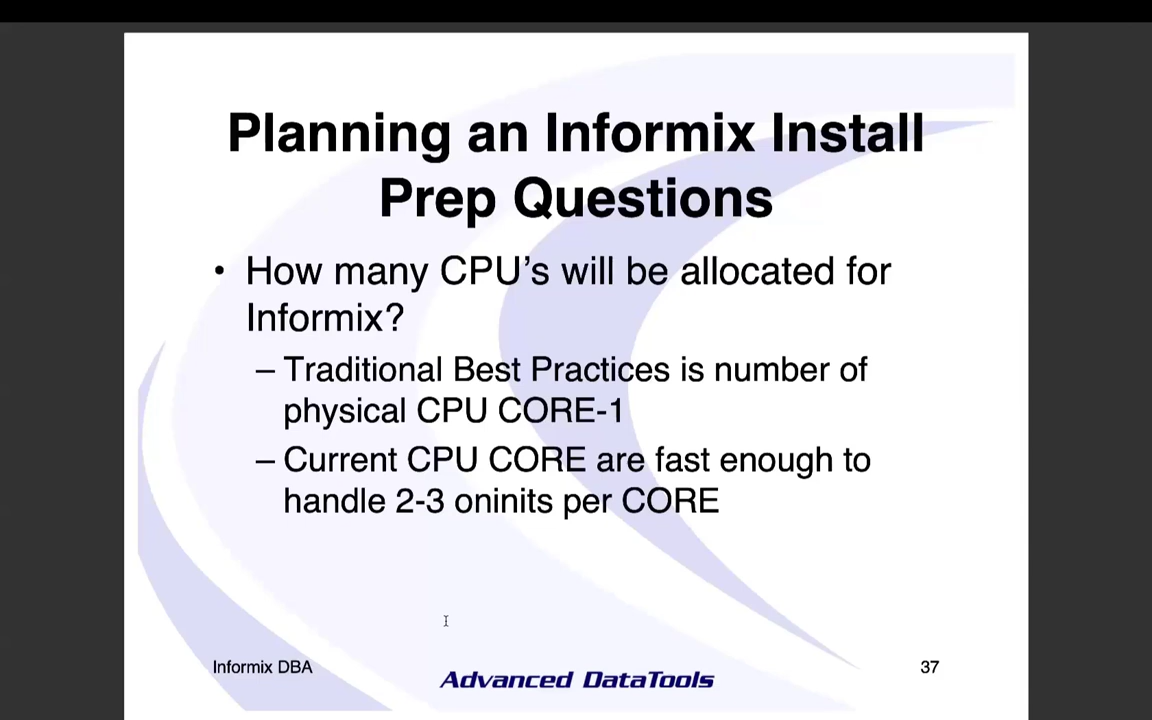 Planning an Informix Install
Prep Questions
• How many CPU’s will be allocated for
Informix?
– Traditional Best Practices is number of
physical CPU CORE-1
– Current CPU CORE are fast enough to
handle 2-3 oninits per CORE
Informix DBA
Advanced DataTools
37